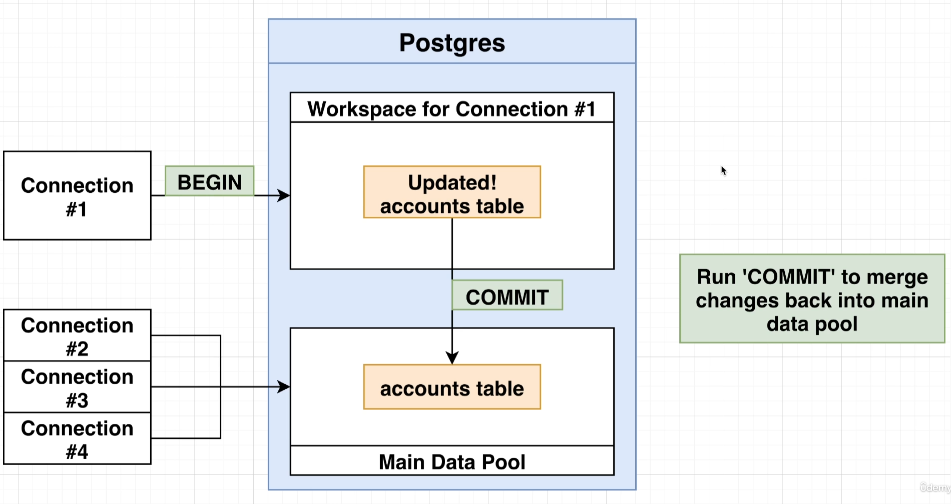 Postgres
Workspace for Connection #1
Connection
#1
BEGIN
Updated!
accounts table
COMMIT
Run 'COMMIT' to merge
changes back into main
data pool
Connection
#2
Connection
#3
Connection
#4
accounts table
Main Data Pool
Udemy